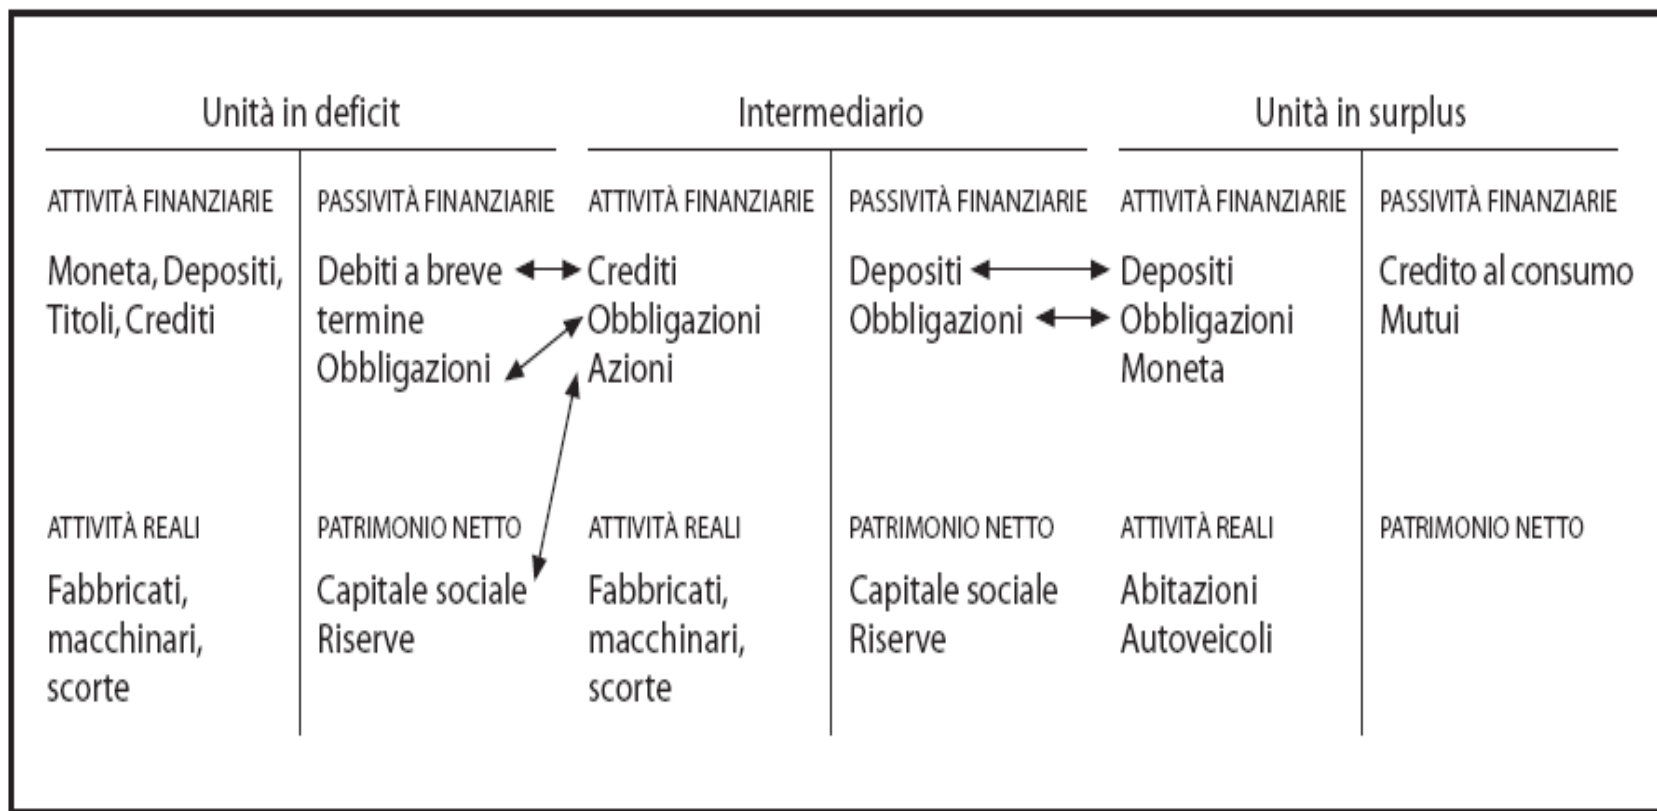 Unità in deficit
Intermediario
Unità in surplus
ATTIVITÀ FINANZIARIE
PASSIVITÀ FINANZIARIE
ATTIVITÀ FINANZIARIE
PASSIVITÀ FINANZIARIE
ATTIVITÀ FINANZIARIE
PASSIVITÀ FINANZIARIE
Moneta, Depositi,
Titoli, Crediti
Debiti a breve
termine
Obbligazioni
Crediti
Obbligazioni
Azioni
Depositi
Obbligazioni
Depositi
Obbligazioni
Moneta
Credito al consumo
Mutui
ATTIVITÀ REALI
PATRIMONIO NETTO
ATTIVITÀ REALI
PATRIMONIO NETTO
ATTIVITÀ REALI
PATRIMONIO NETTO
Fabbricati,
macchinari,
scorte
Capitale sociale
Riserve
Fabbricati,
macchinari,
scorte
Capitale sociale
Riserve
Abitazioni
Autoveicoli